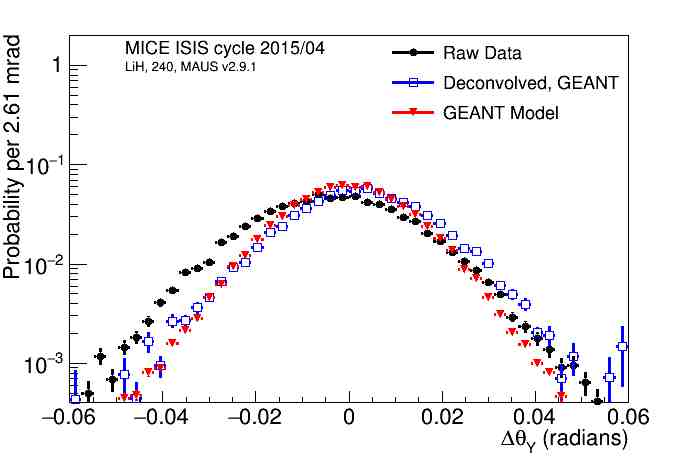 MICE ISIS cycle 2015/04
LiH, 240, MAUS v2.9.1
Raw Data
Deconvolved, GEANT
GEANT Model
Probability per 2.61 mrad
1
10⁻¹
10⁻²
10⁻³
−0.06 −0.04 −0.02 0 0.02 0.04 0.06
Δθ_Y (radians)